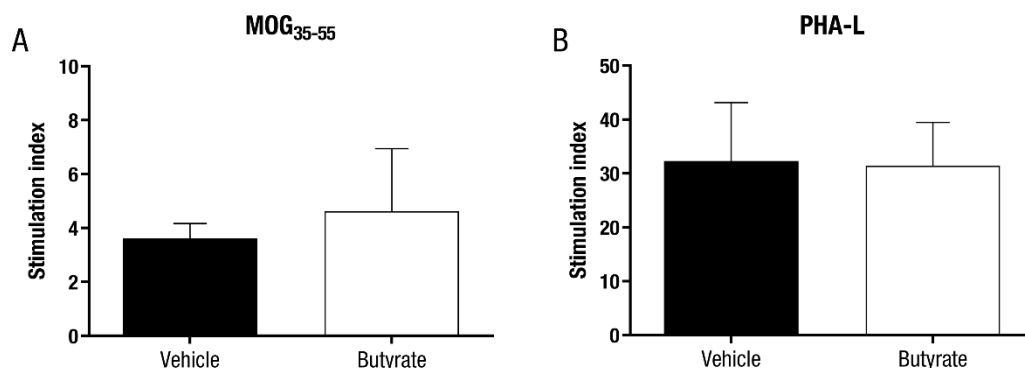 A
MOG35-55
Stimulation index
10
8
6
4
2
0
Vehicle
Butyrate
B
PHA-L
Stimulation index
50
40
30
20
10
0
Vehicle
Butyrate